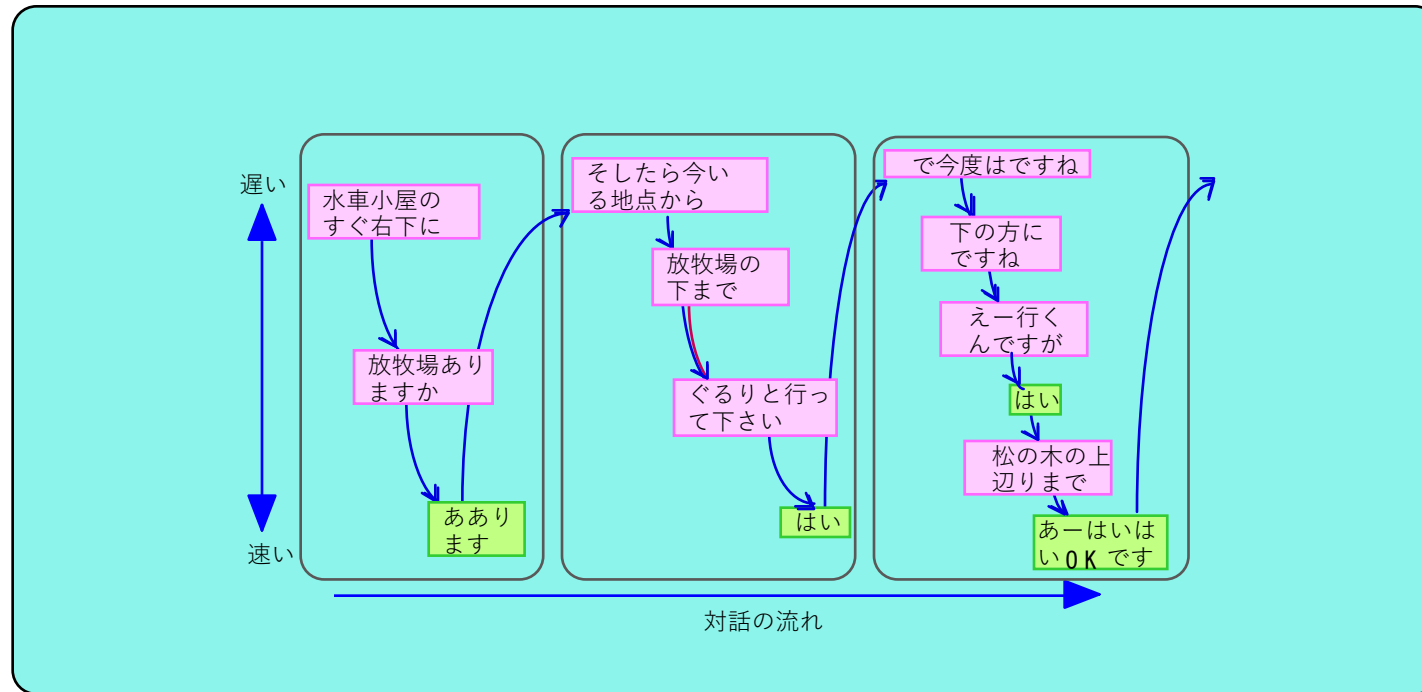 遅い
速い
水車小屋の
すぐ右下に
放牧場あり
ますか
ああり
ます
そしたら今い
る地点から
放牧場の
下まで
ぐるりと行っ
て下さい
はい
で今度はですね
下の方に
ですね
えー行く
んですが
はい
松の木の上
辺りまで
あーはいは
いOKです
対話の流れ